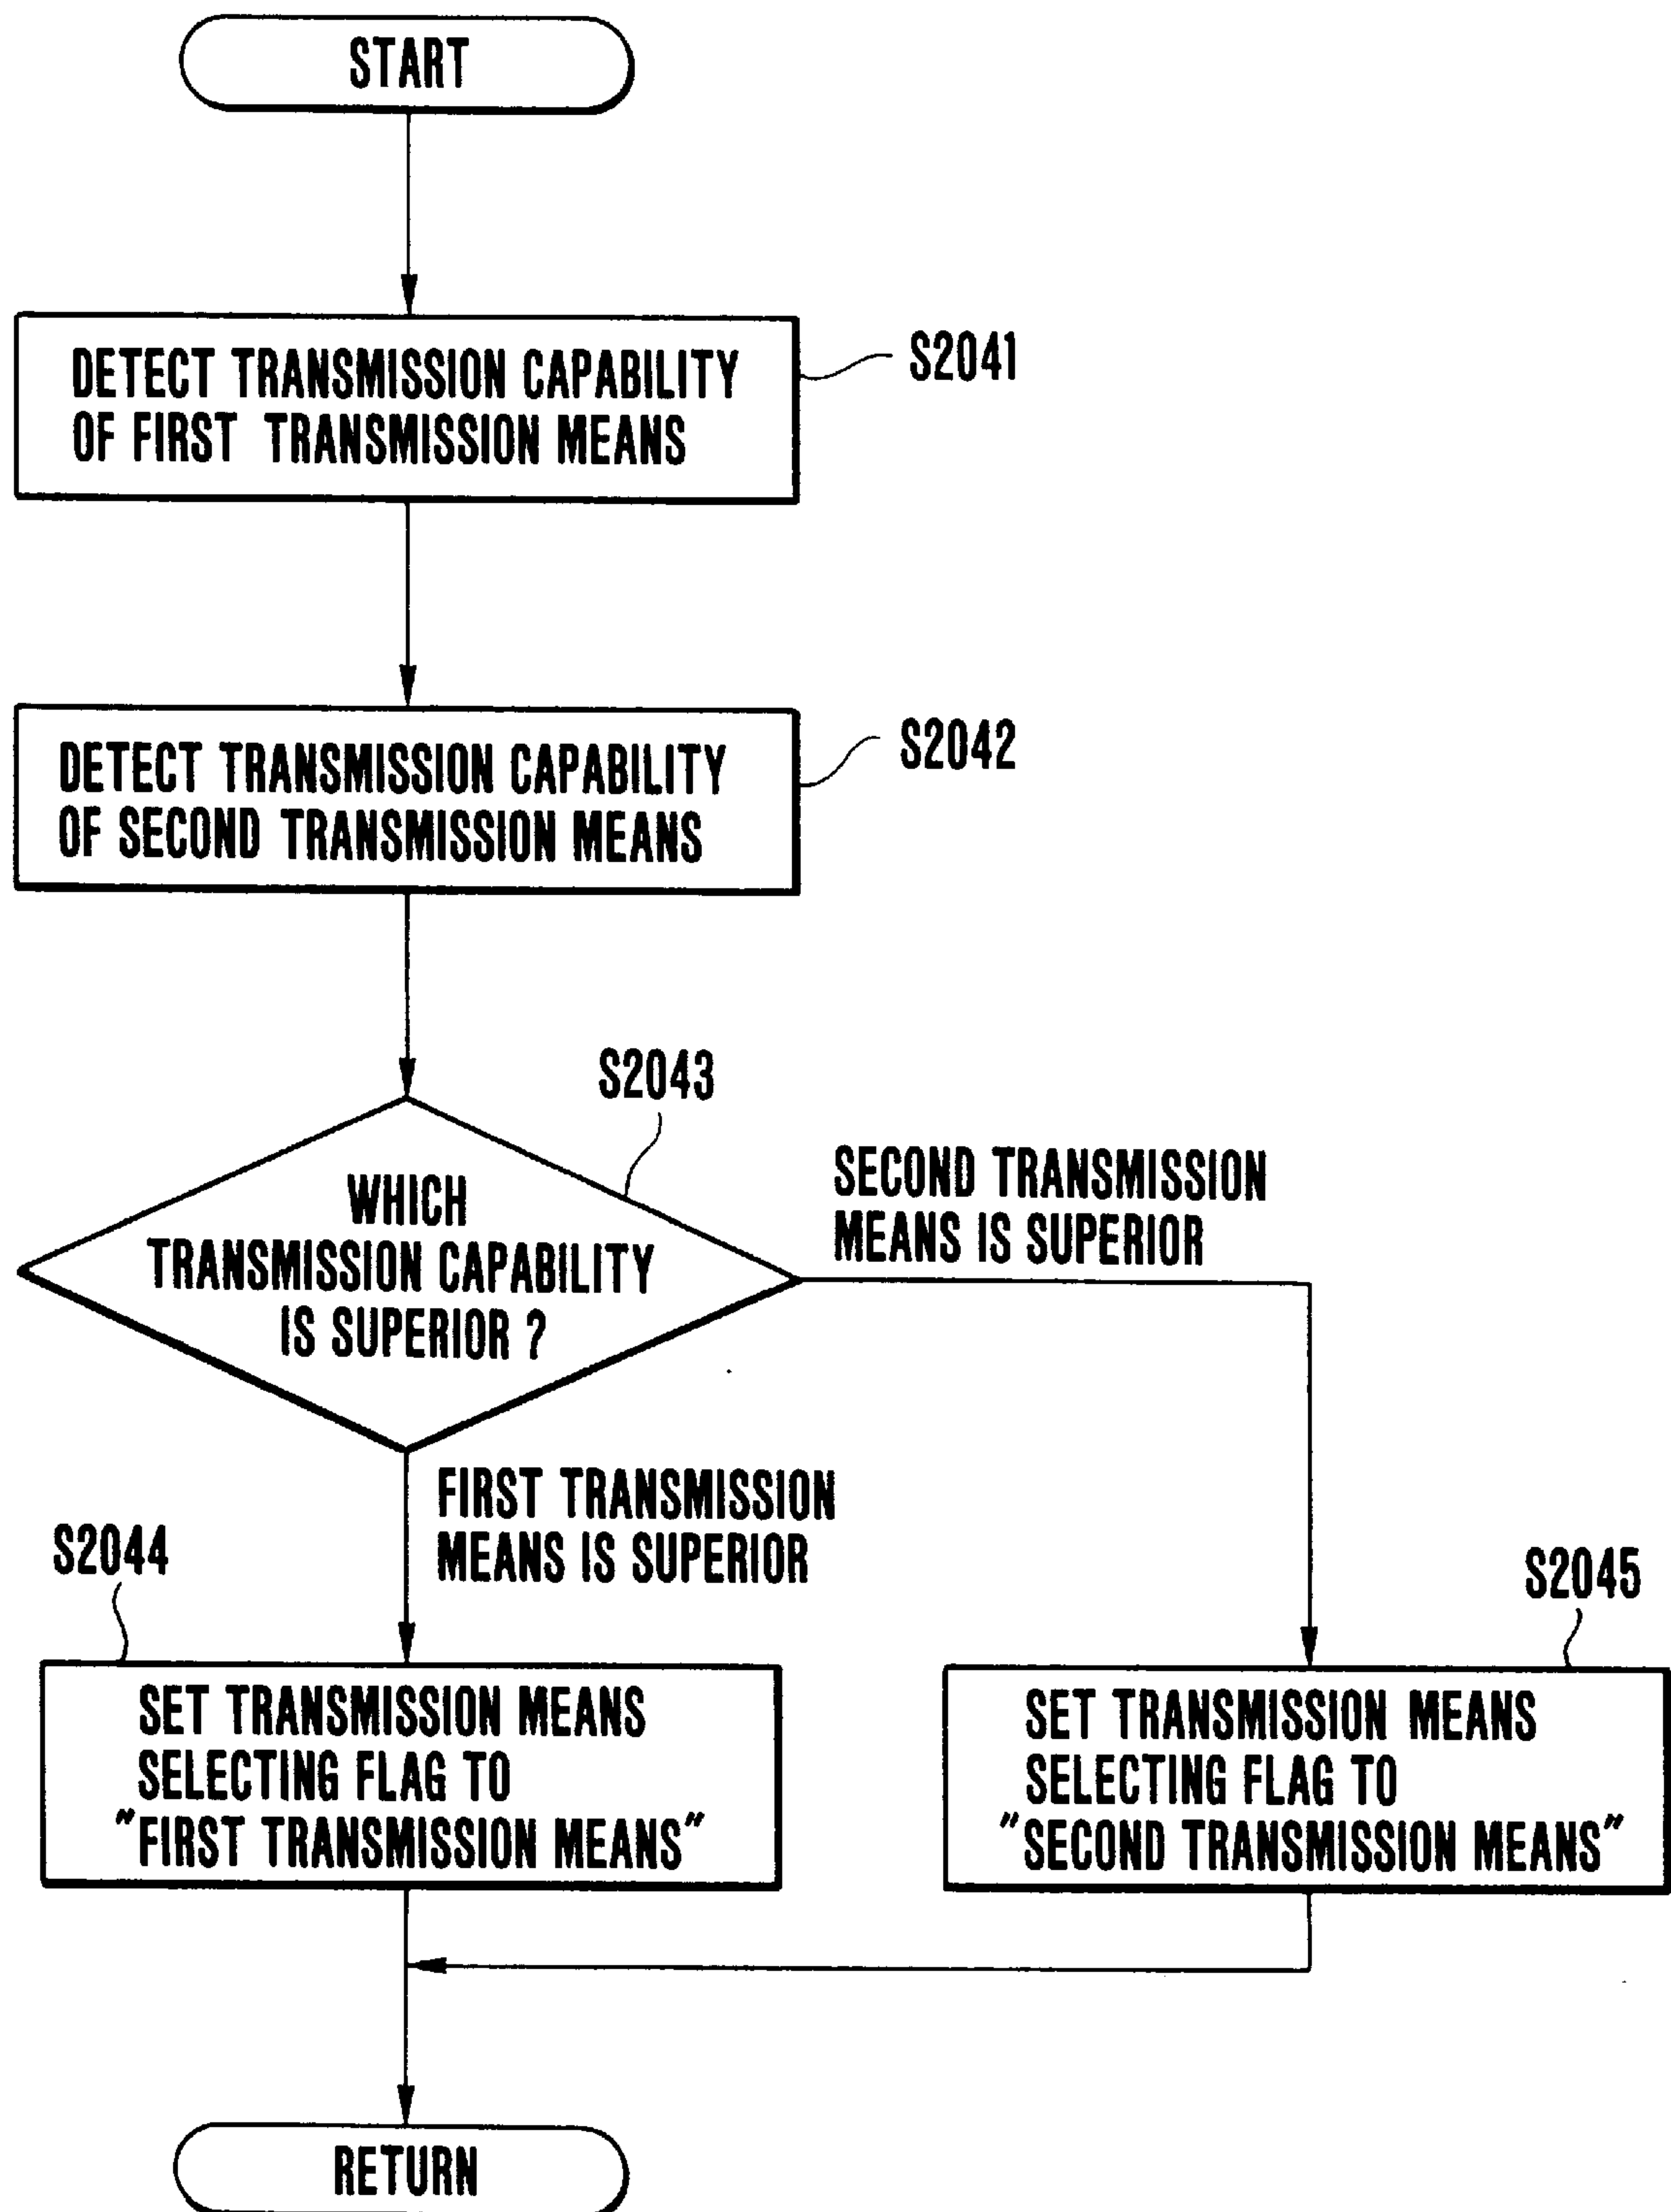 START
DETECT TRANSMISSION CAPABILITY
OF FIRST TRANSMISSION MEANS
S2041
DETECT TRANSMISSION CAPABILITY
OF SECOND TRANSMISSION MEANS
S2042
S2043
WHICH
TRANSMISSION CAPABILITY
IS SUPERIOR ?
SECOND TRANSMISSION
MEANS IS SUPERIOR
FIRST TRANSMISSION
MEANS IS SUPERIOR
S2044
SET TRANSMISSION MEANS
SELECTING FLAG TO
"FIRST TRANSMISSION MEANS"
S2045
SET TRANSMISSION MEANS
SELECTING FLAG TO
"SECOND TRANSMISSION MEANS"
RETURN